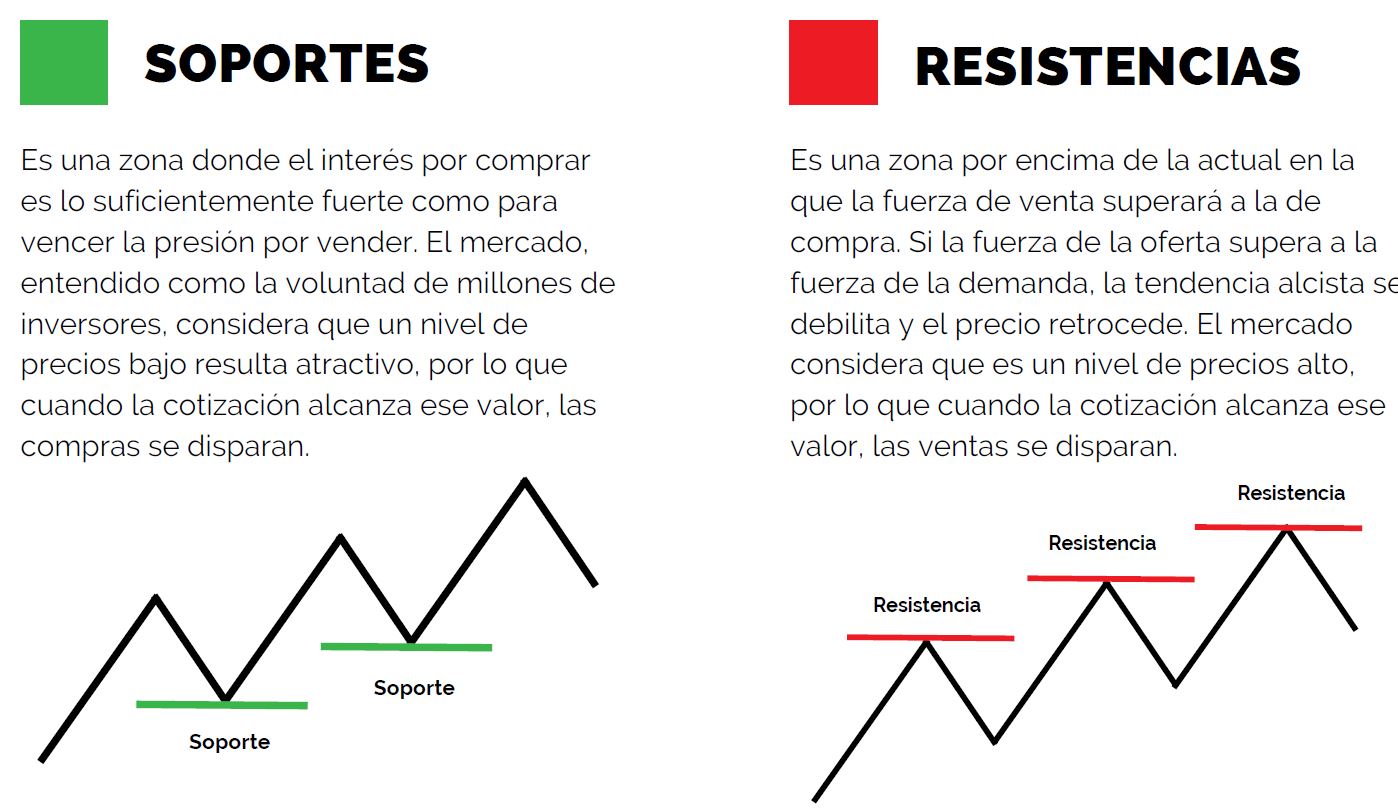 SOPORTES
Es una zona donde el interés por comprar
es lo suficientemente fuerte como para
vencer la presión por vender. El mercado,
entendido como la voluntad de millones de
inversores, considera que un nivel de
precios bajo resulta atractivo, por lo que
cuando la cotización alcanza ese valor, las
compras se disparan.
Soporte
Soporte
RESISTENCIAS
Es una zona por encima de la actual en la
que la fuerza de venta superará a la de
compra. Si la fuerza de la oferta supera a la
fuerza de la demanda, la tendencia alcista se
debilita y el precio retrocede. El mercado
considera que es un nivel de precios alto,
por lo que cuando la cotización alcanza ese
valor, las ventas se disparan.
Resistencia
Resistencia
Resistencia